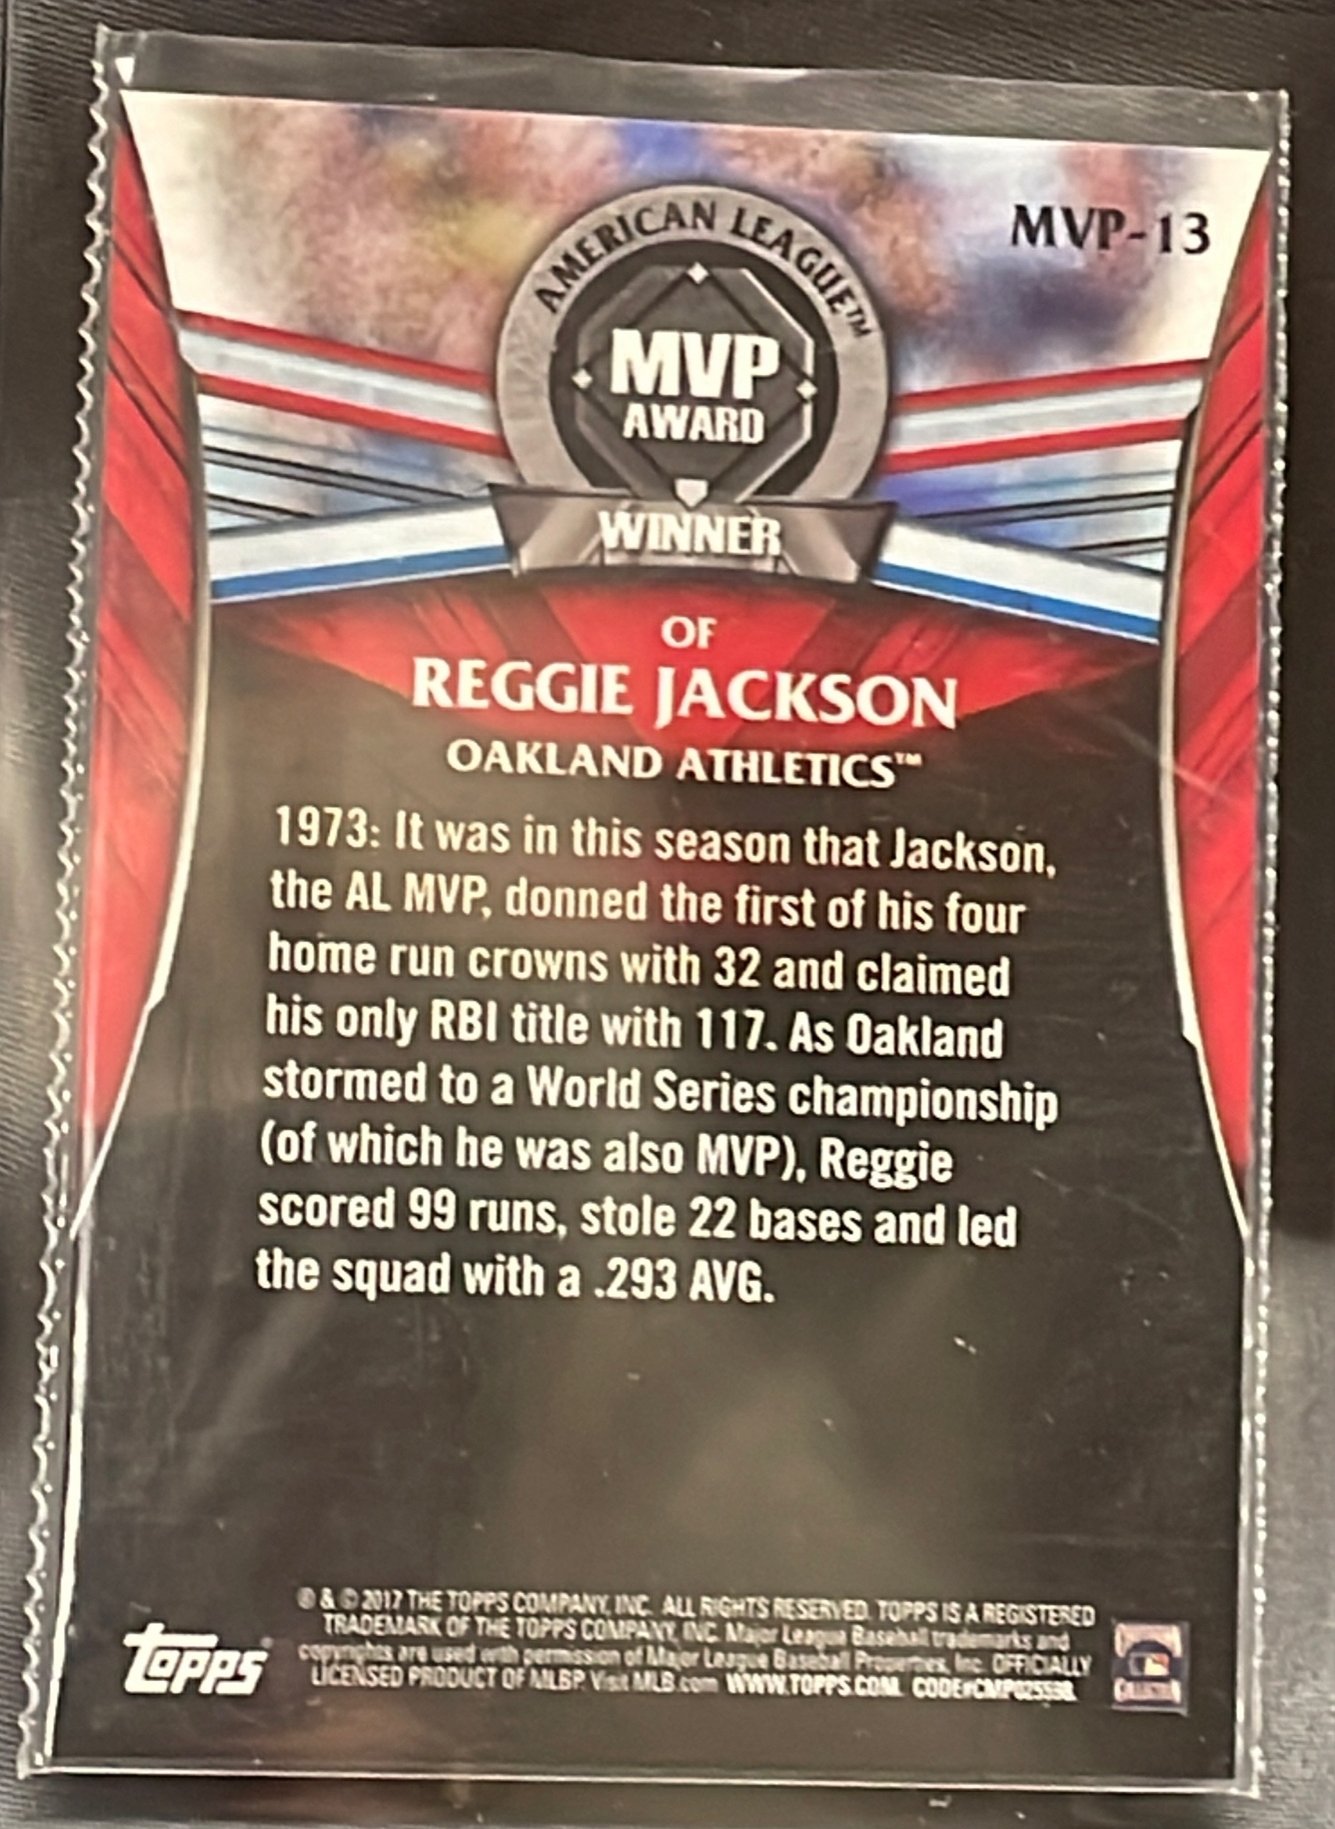 MVP-13
AMERICAN LEAGUE™
MVP
AWARD
WINNER
OF
REGGIE JACKSON
OAKLAND ATHLETICS™
1973: It was in this season that Jackson,
the AL MVP, donned the first of his four
home run crowns with 32 and claimed
his only RBI title with 117. As Oakland
stormed to a World Series championship
(of which he was also MVP), Reggie
scored 99 runs, stole 22 bases and led
the squad with a .293 AVG.
® & © 2017 THE TOPPS COMPANY, INC. ALL RIGHTS RESERVED. TOPPS IS A REGISTERED
TRADEMARK OF THE TOPPS COMPANY, INC. Major League Baseball trademarks and
copyrights are used with permission of Major League Baseball Properties, Inc. OFFICIALLY
LICENSED PRODUCT OF MLBP. Visit MLB.com WWW.TOPPS.COM.
Topps